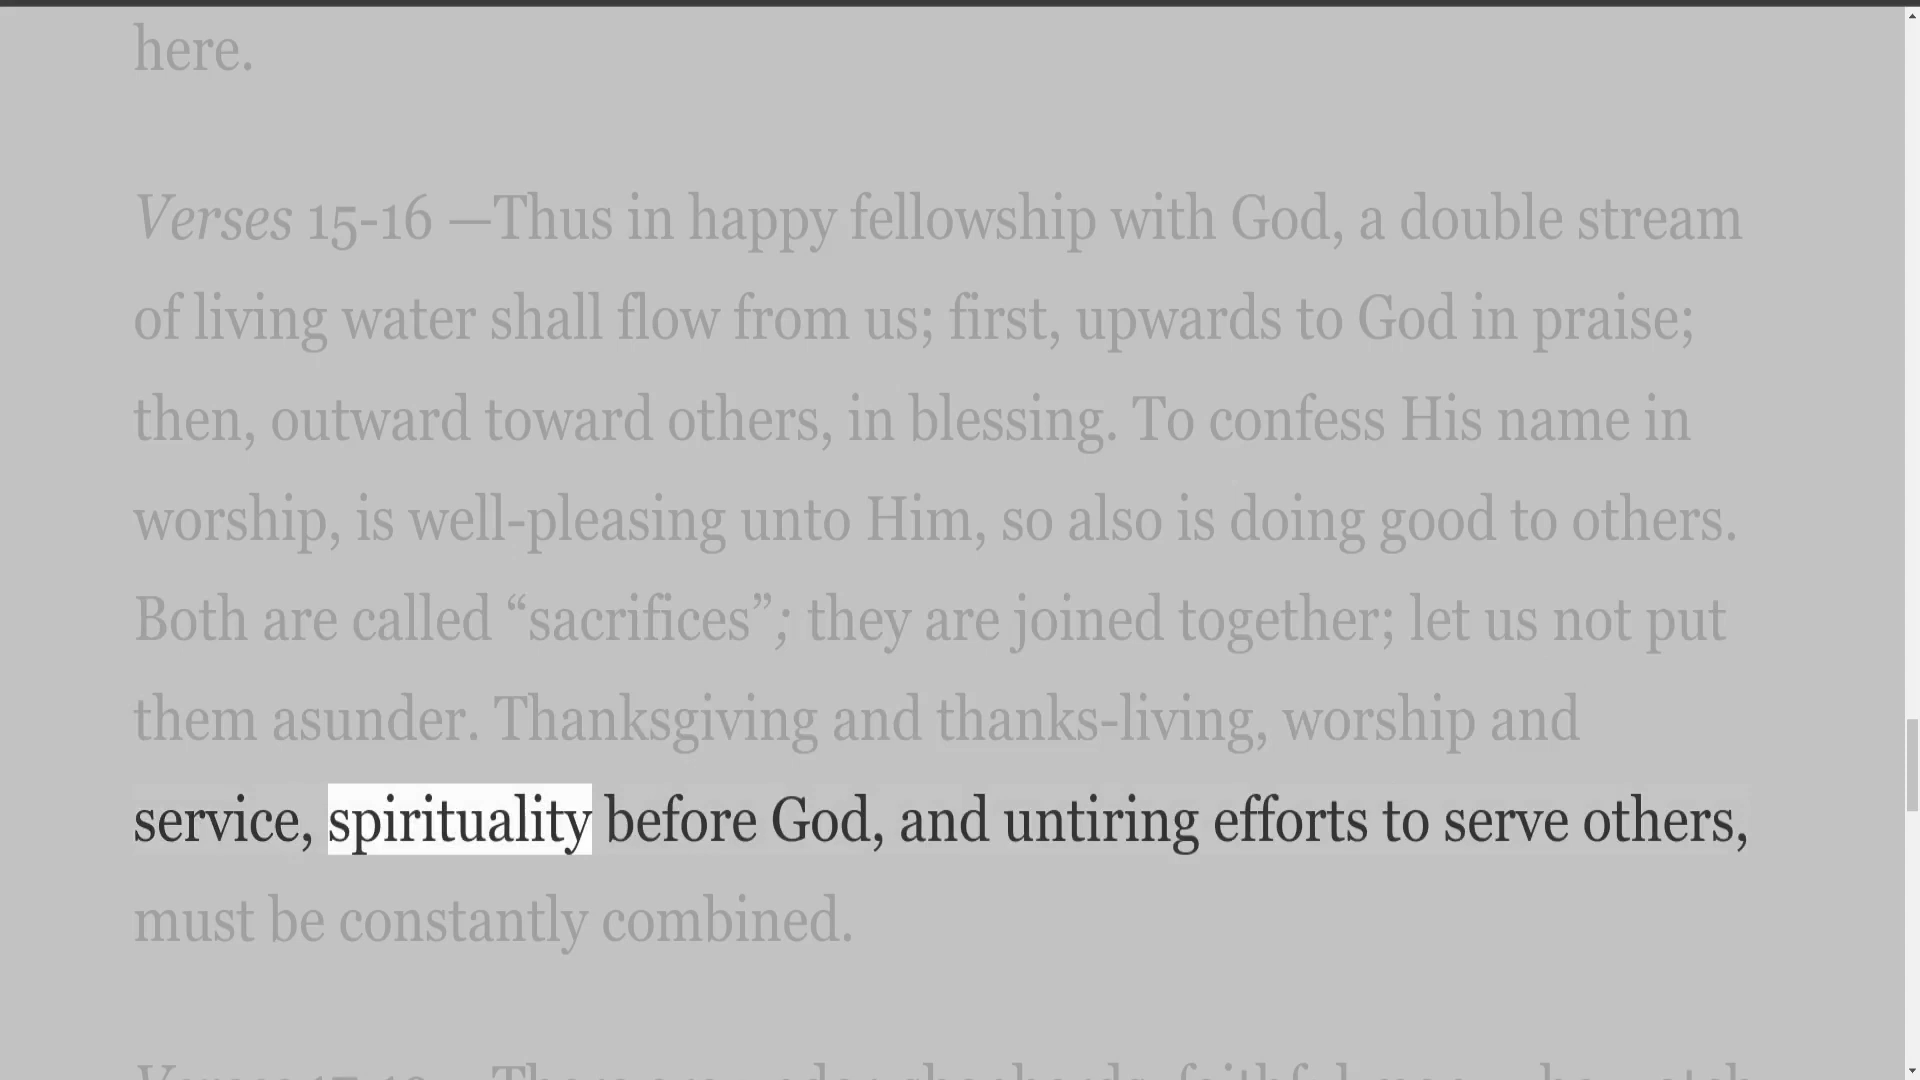 here.
Verses 15-16 —Thus in happy fellowship with God, a double stream
of living water shall flow from us; first, upwards to God in praise;
then, outward toward others, in blessing. To confess His name in
worship, is well-pleasing unto Him, so also is doing good to others.
Both are called “sacrifices”; they are joined together; let us not put
them asunder. Thanksgiving and thanks-living, worship and
service, spirituality before God, and untiring efforts to serve others,
must be constantly combined.